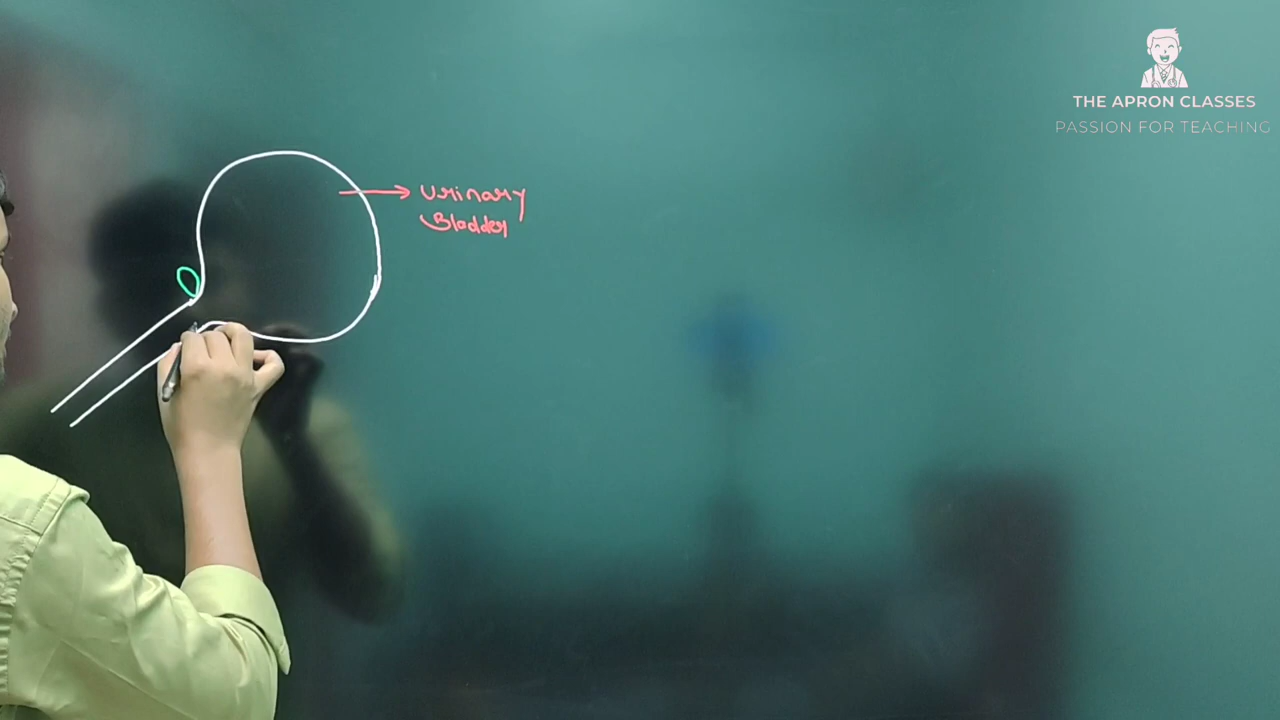 THE APRON CLASSES
PASSION FOR TEACHING
Urinary
Bladder